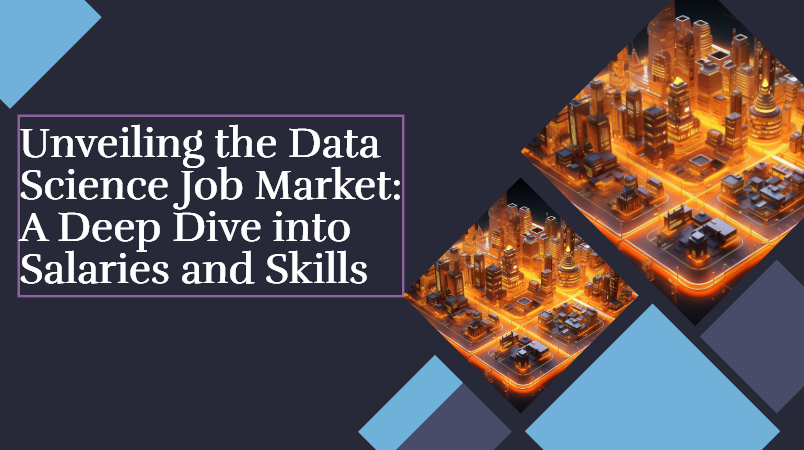 Unveiling the Data
Science Job Market:
A Deep Dive into
Salaries and Skills